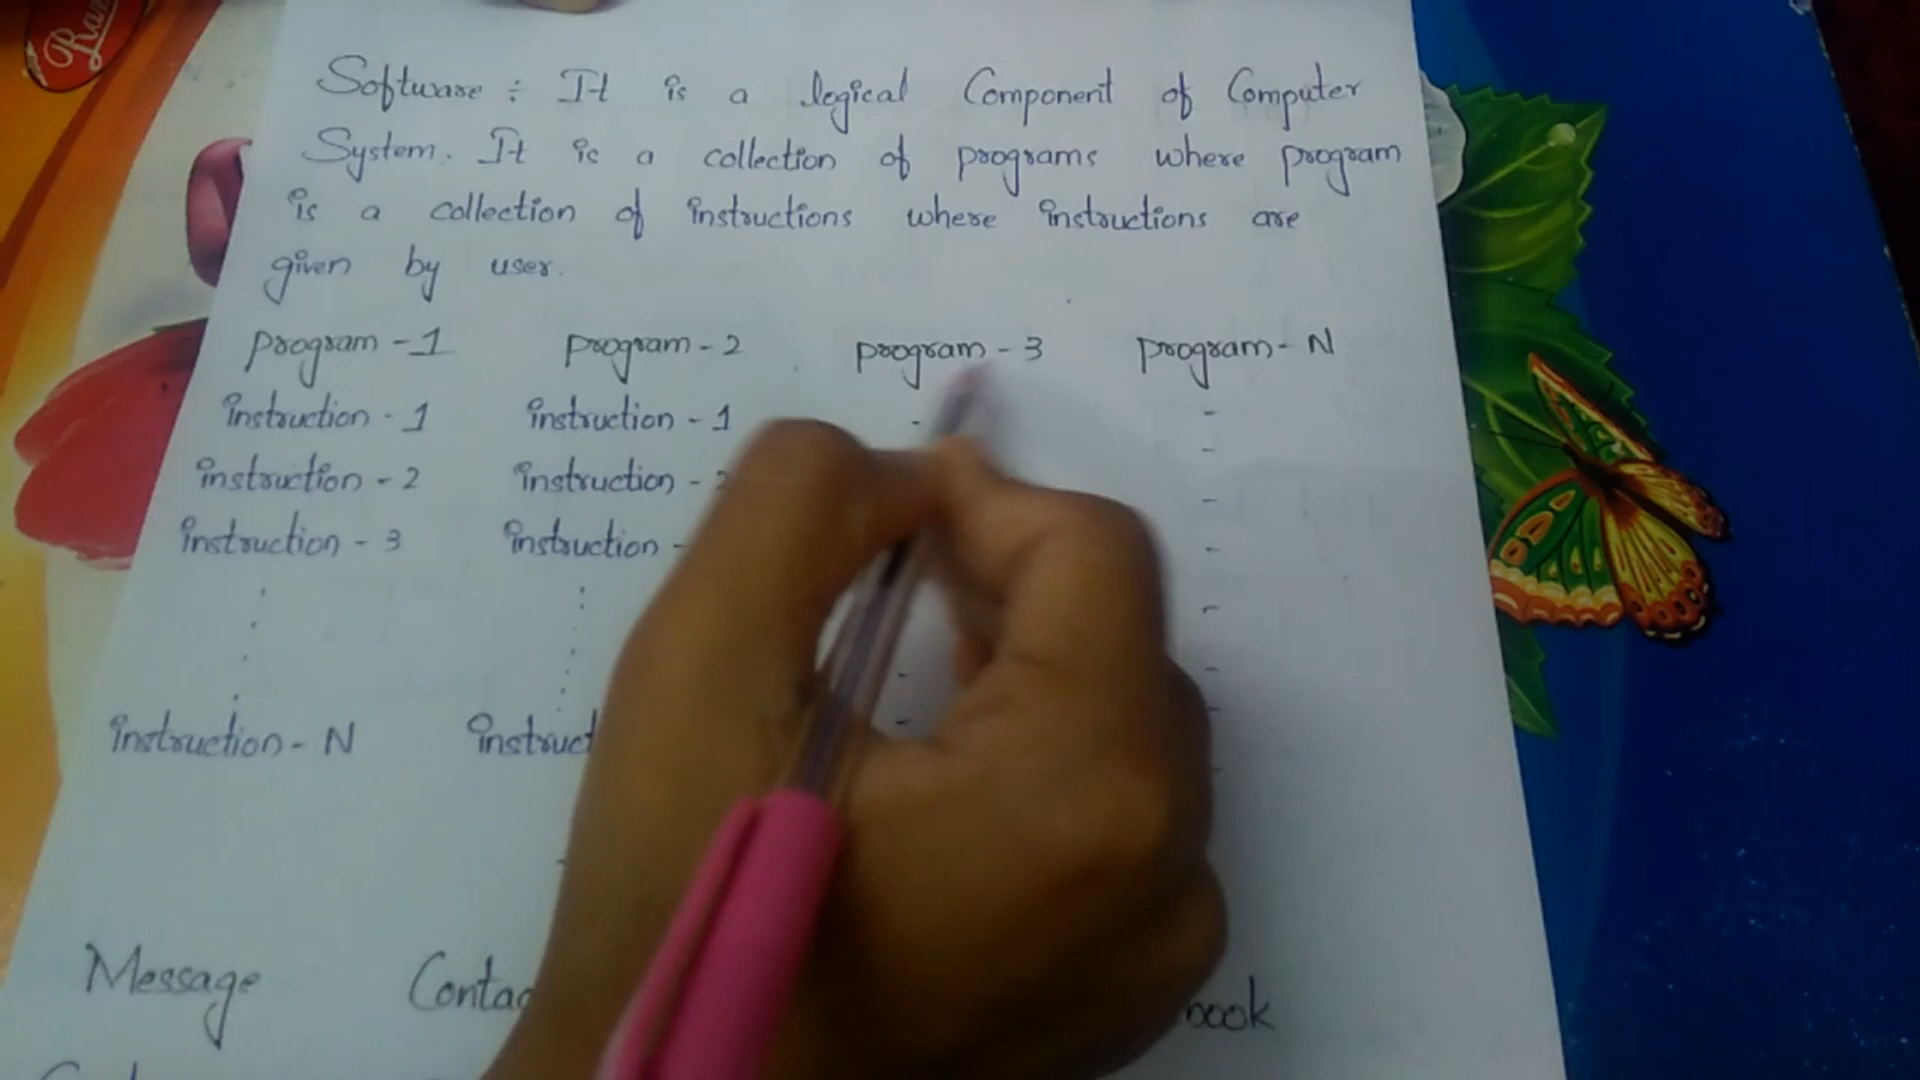 Software : It is a logical Component of Computer
System. It is a collection of programs where program
is a collection of instructions where instructions are
given by user.
program - 1 program - 2 program - 3 program - N
instruction - 1 instruction - 1 - -
instruction - 2 instruction - 2 -
instruction - 3 instruction - -
instruction - N
Message